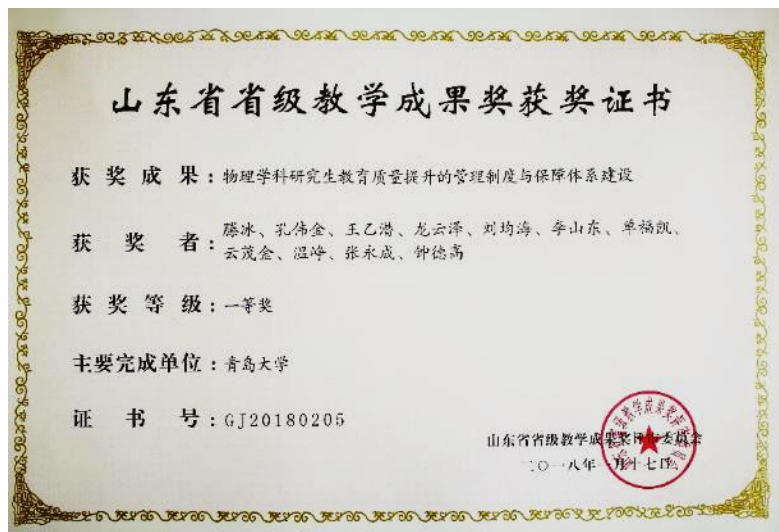 山东省省级教学成果奖获奖证书
获奖成果：物理学科研究生教育质量提升的管理制度与保障体系建设
获奖者：滕冰、孔伟金、王乙潜、龙云泽、刘均海、李山东、单福凯、
云茂金、温峥、张永成、钟德高
获奖等级：一等奖
主要完成单位：青岛大学
证书号：GJ20180205
山东省省级教学成果奖评审委员会
二〇一八年一月十七日